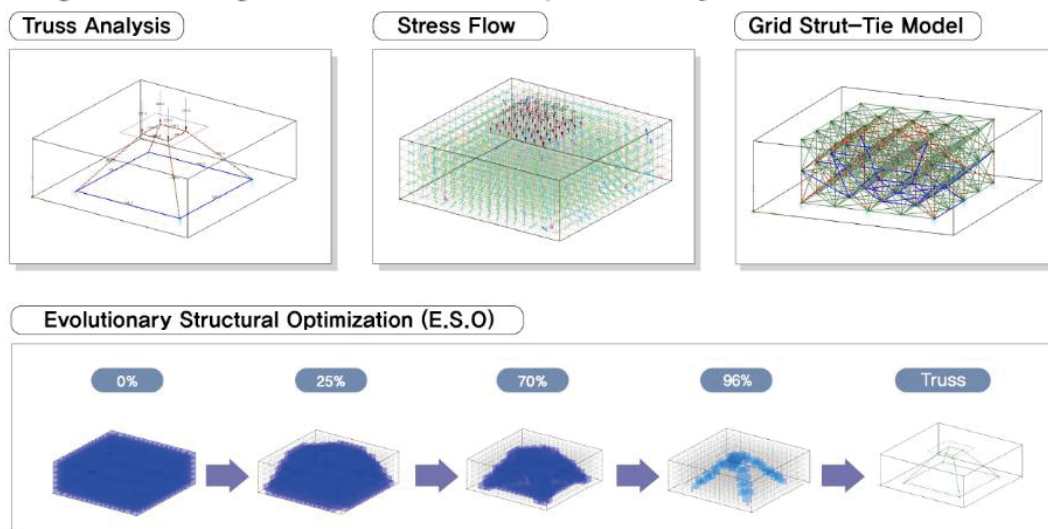 Truss Analysis
Stress Flow
Grid Strut-Tie Model
Evolutionary Structural Optimization (E.S.O)
0%
25%
70%
96%
Truss